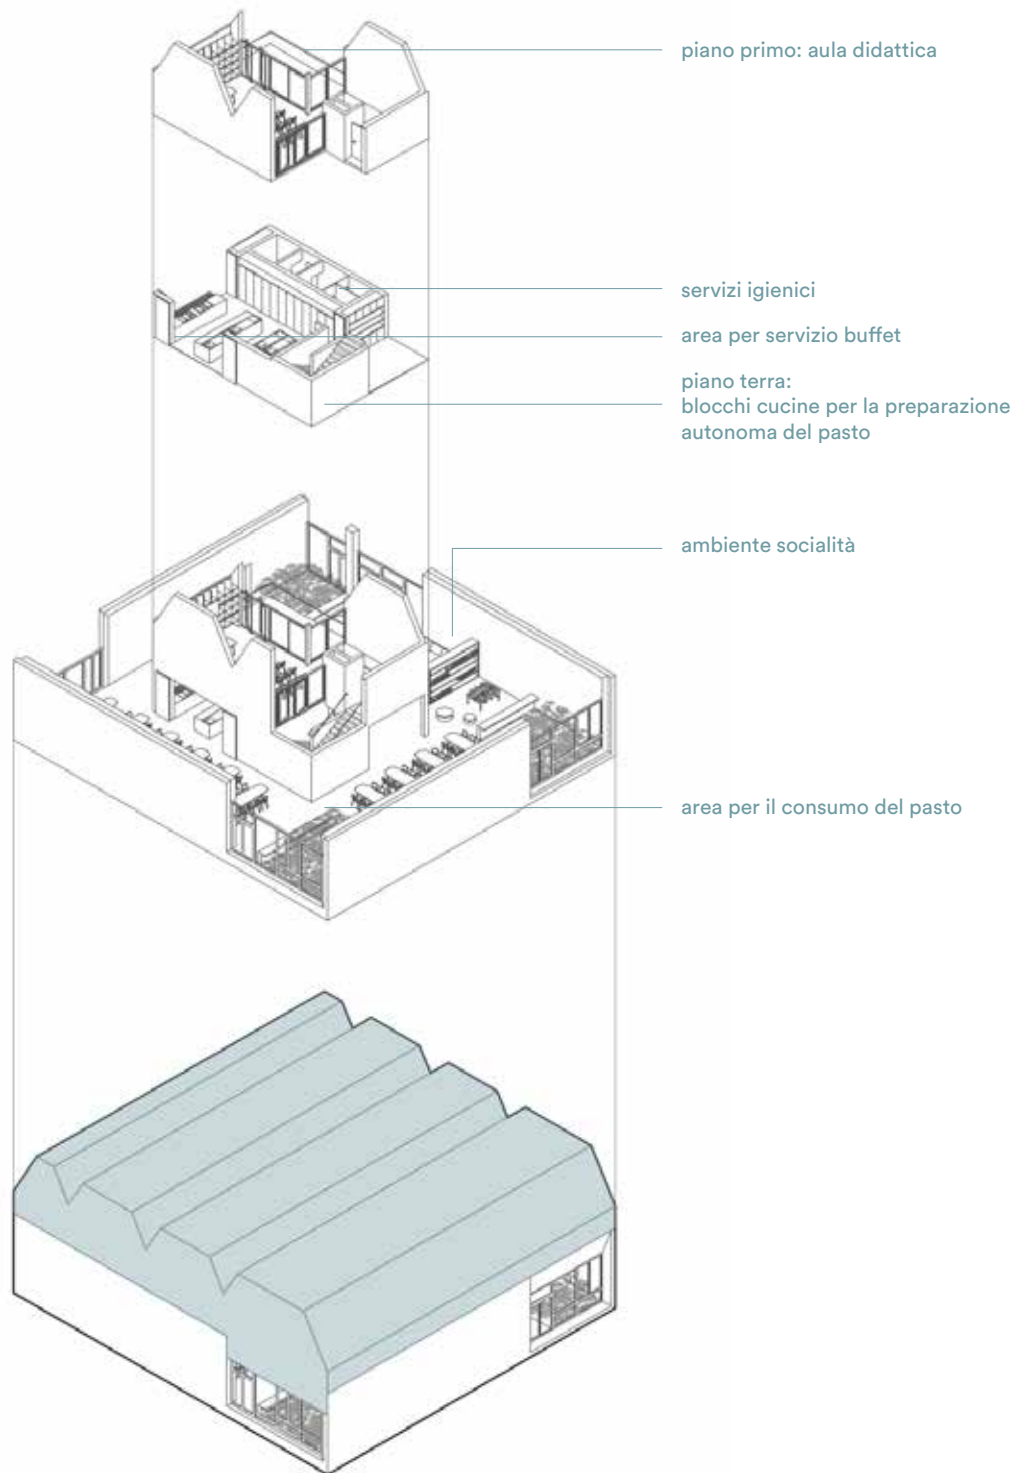 piano primo: aula didattica
servizi igienici
area per servizio buffet
piano terra:
blocchi cucine per la preparazione
autonoma del pasto
ambiente socialità
area per il consumo del pasto